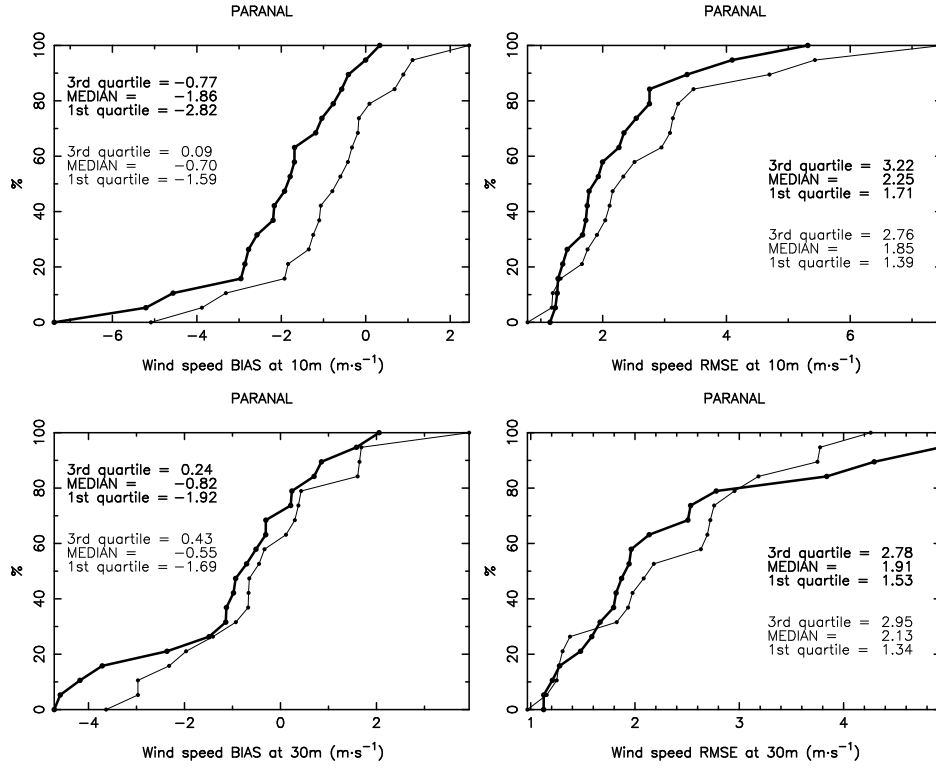 PARANAL
100
80
60
40
20
0
%
3rd quartile = −0.77
MEDIAN = −1.86
1st quartile = −2.82
3rd quartile = 0.09
MEDIAN = −0.70
1st quartile = −1.59
−6 −4 −2 0 2
Wind speed BIAS at 10m (m·s⁻¹)
PARANAL
100
80
60
40
20
0
%
3rd quartile = 3.22
MEDIAN = 2.25
1st quartile = 1.71
3rd quartile = 2.76
MEDIAN = 1.85
1st quartile = 1.39
2 4 6
Wind speed RMSE at 10m (m·s⁻¹)
PARANAL
100
80
60
40
20
0
%
3rd quartile = 0.24
MEDIAN = −0.82
1st quartile = −1.92
3rd quartile = 0.43
MEDIAN = −0.55
1st quartile = −1.69
−4 −2 0 2
Wind speed BIAS at 30m (m·s⁻¹)
PARANAL
100
80
60
40
20
0
%
3rd quartile = 2.78
MEDIAN = 1.91
1st quartile = 1.53
3rd quartile = 2.95
MEDIAN = 2.13
1st quartile = 1.34
1 2 3 4
Wind speed RMSE at 30m (m·s⁻¹)